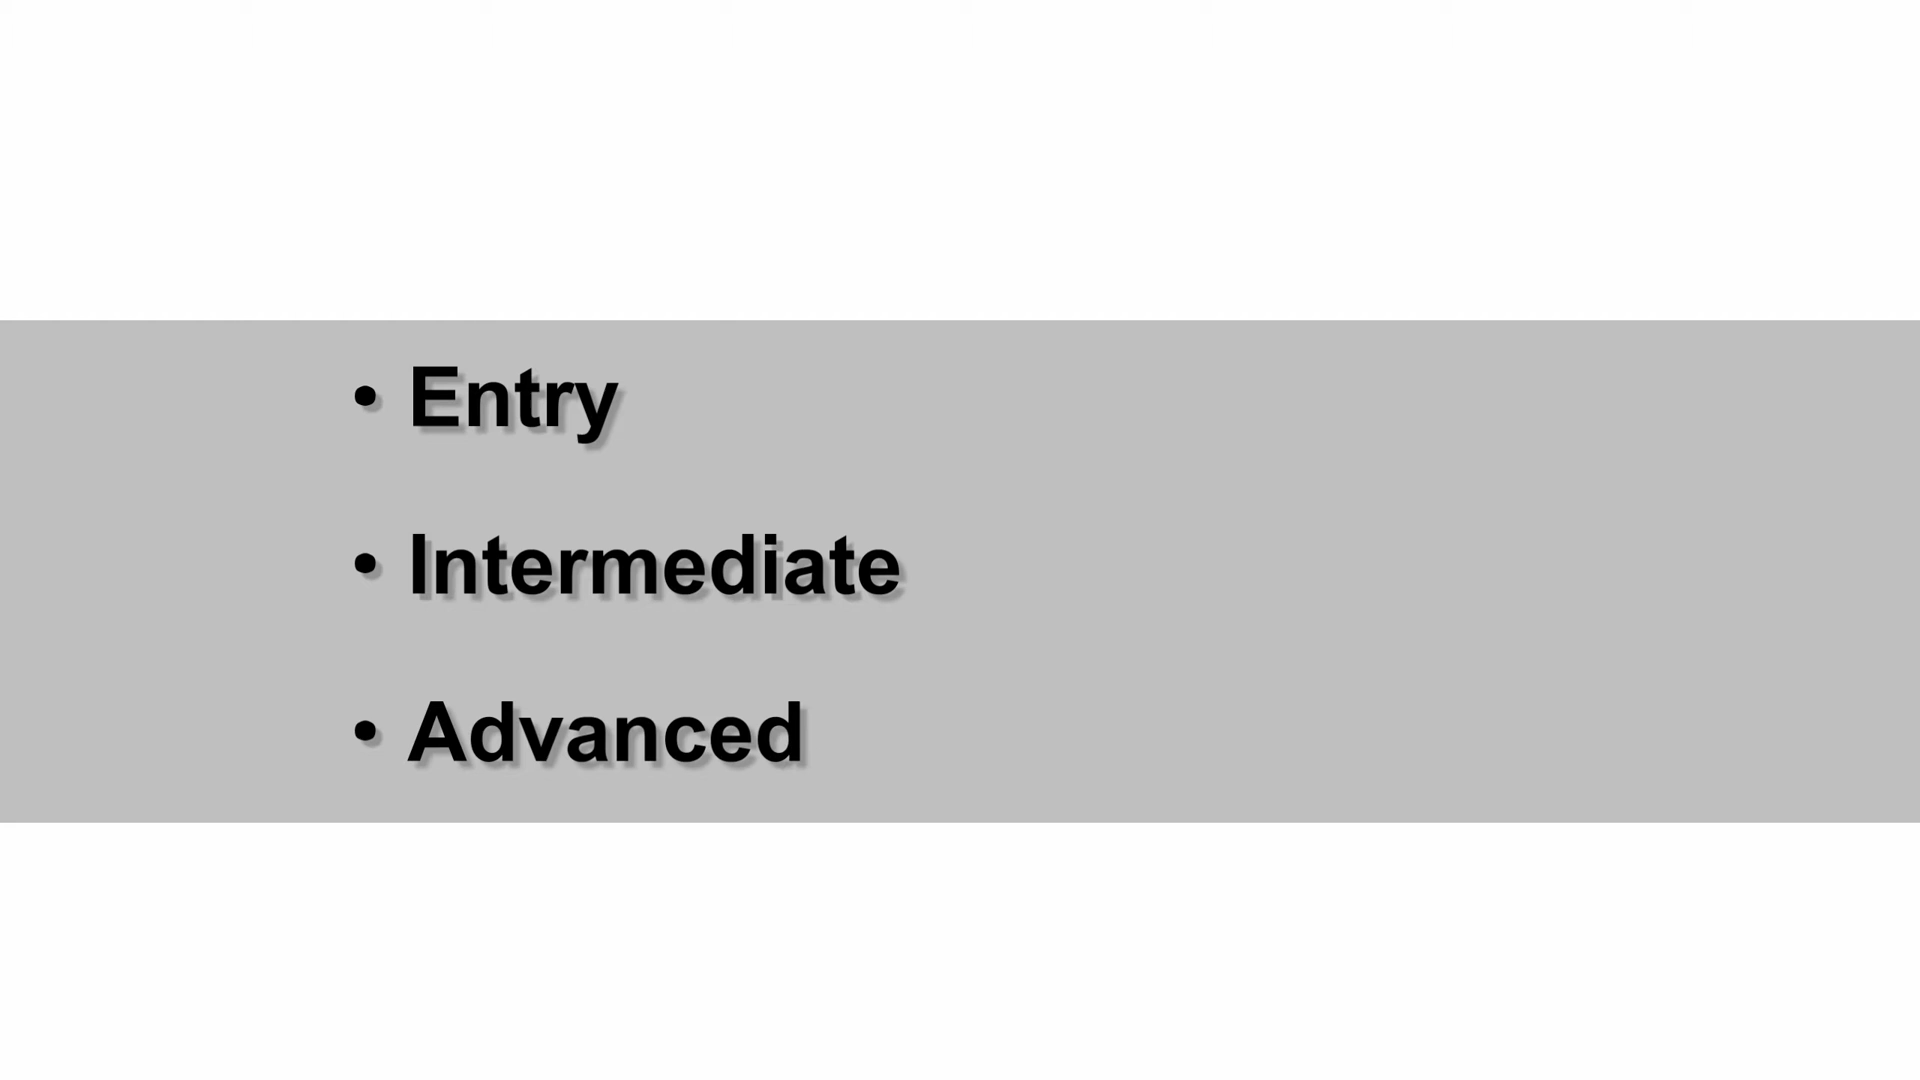 • Entry
• Intermediate
• Advanced